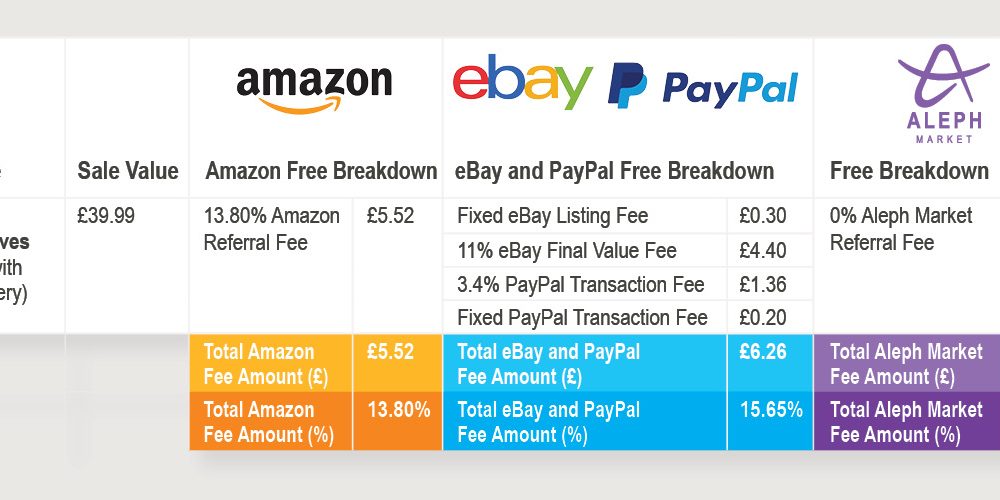 amazon
ebay PayPal
ALEPH
MARKET
Sale Value
Amazon Free Breakdown
eBay and PayPal Free Breakdown
Free Breakdown
£39.99
13.80% Amazon
Referral Fee
£5.52
Fixed eBay Listing Fee £0.30
11% eBay Final Value Fee £4.40
3.4% PayPal Transaction Fee £1.36
Fixed PayPal Transaction Fee £0.20
0% Aleph Market
Referral Fee
ves
vith
ery)
Total Amazon
Fee Amount (£)
£5.52
Total eBay and PayPal
Fee Amount (£)
£6.26
Total Aleph Market
Fee Amount (£)
Total Amazon
Fee Amount (%)
13.80%
Total eBay and PayPal
Fee Amount (%)
15.65%
Total Aleph Market
Fee Amount (%)